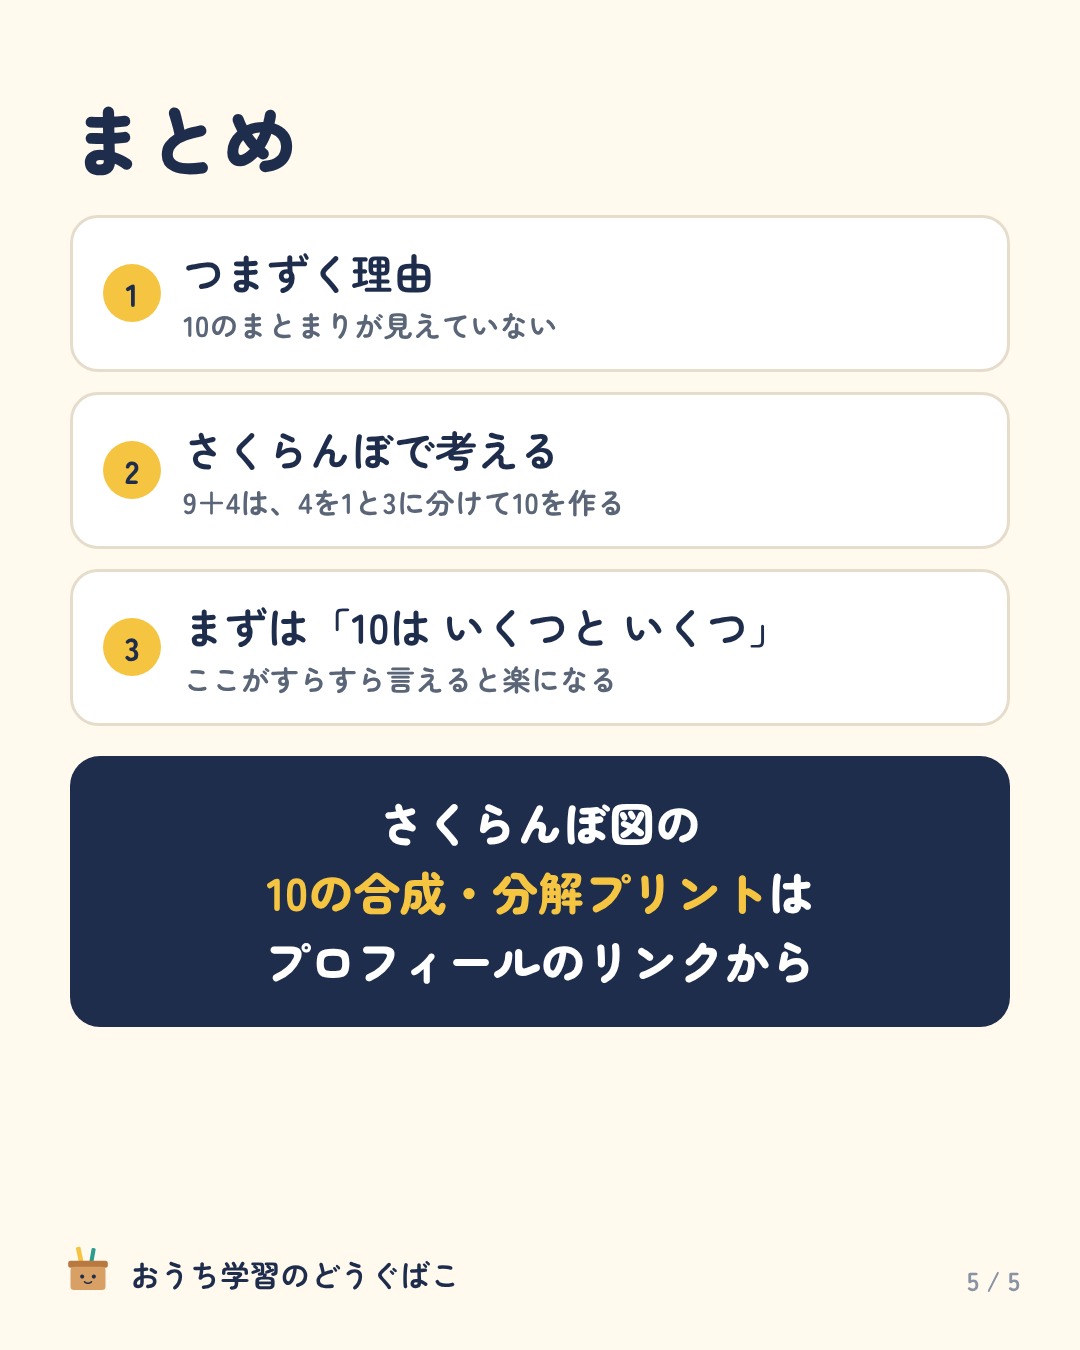 まとめ
1
つまずく理由
10のまとまりが見えていない
2
さくらんぼで考える
9＋4は、4を1と3に分けて10を作る
3
まずは「10は いくつと いくつ」
ここがすらすら言えると楽になる
さくらんぼ図の
10の合成・分解プリントは
プロフィールのリンクから
おうち学習のどうぐばこ
5 / 5